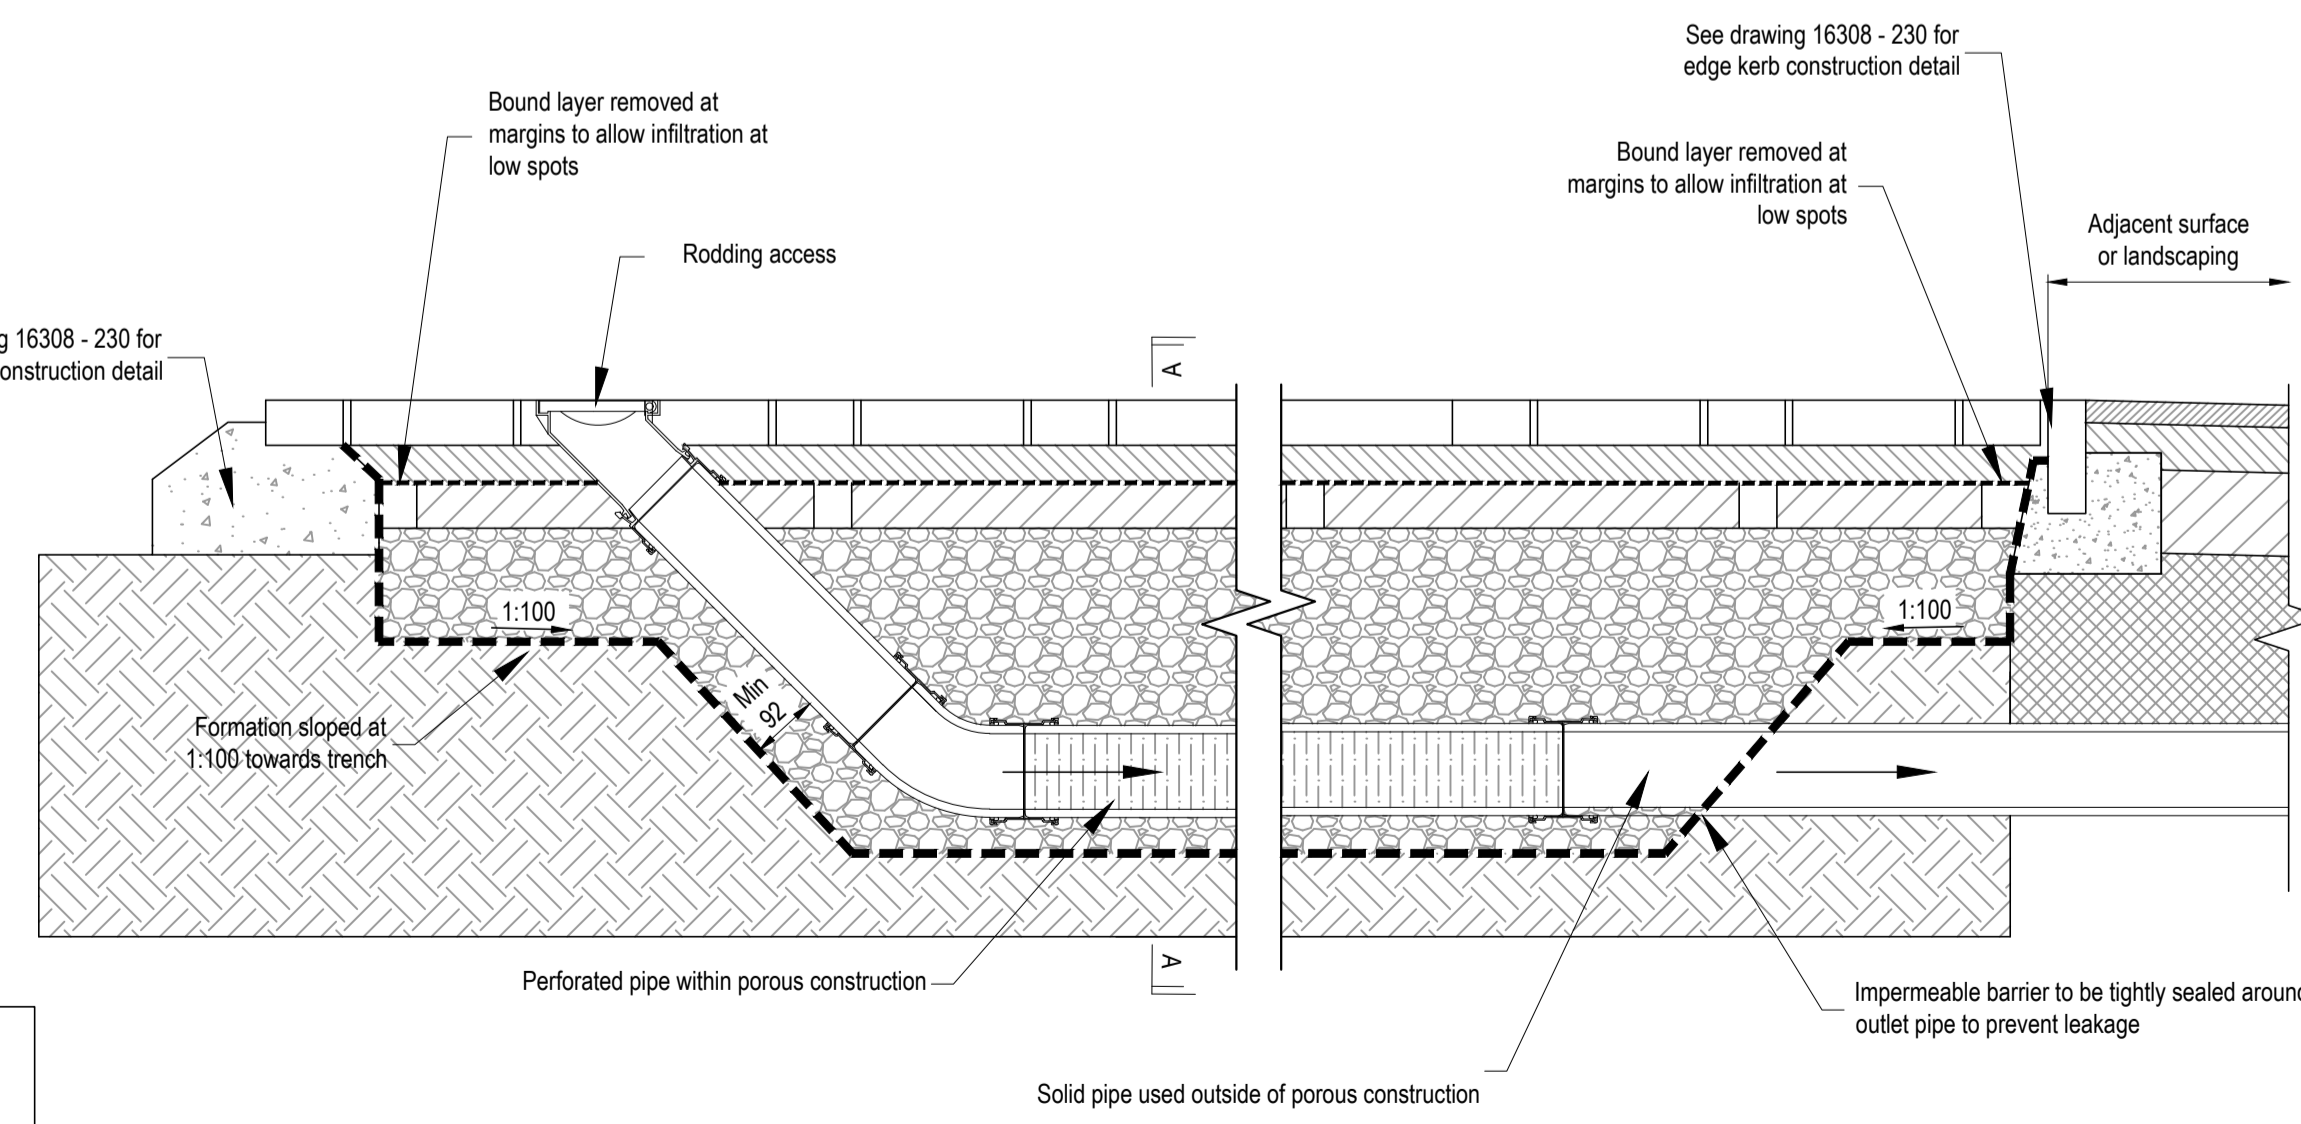 See drawing 16308 - 230 for
edge kerb construction detail
Bound layer removed at
margins to allow infiltration at
low spots
Bound layer removed at
margins to allow infiltration at
low spots
Adjacent surface
or landscaping
Rodding access
16308 - 230 for
detail
A
1:100
1:100
Min
92
Formation sloped at
1:100 towards trench
A
Perforated pipe within porous construction
Impermeable barrier to be tightly sealed around
outlet pipe to prevent leakage
Solid pipe used outside of porous construction